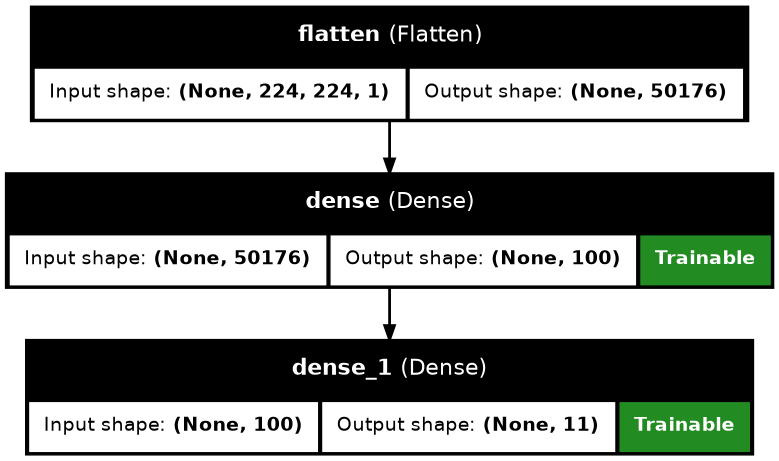 flatten (Flatten)
Input shape: (None, 224, 224, 1) Output shape: (None, 50176)
dense (Dense)
Input shape: (None, 50176) Output shape: (None, 100) Trainable
dense_1 (Dense)
Input shape: (None, 100) Output shape: (None, 11) Trainable